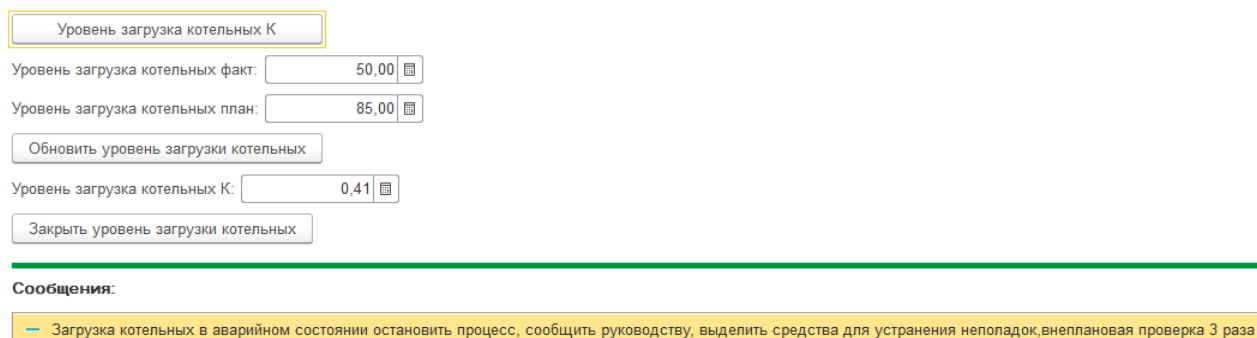 Уровень загрузка котельных К
Уровень загрузка котельных факт: 50,00
Уровень загрузка котельных план: 85,00
Обновить уровень загрузки котельных
Уровень загрузка котельных К: 0,41
Закрыть уровень загрузки котельных
Сообщения:
— Загрузка котельных в аварийном состоянии остановить процесс, сообщить руководству, выделить средства для устранения неполадок,внеплановая проверка 3 раза